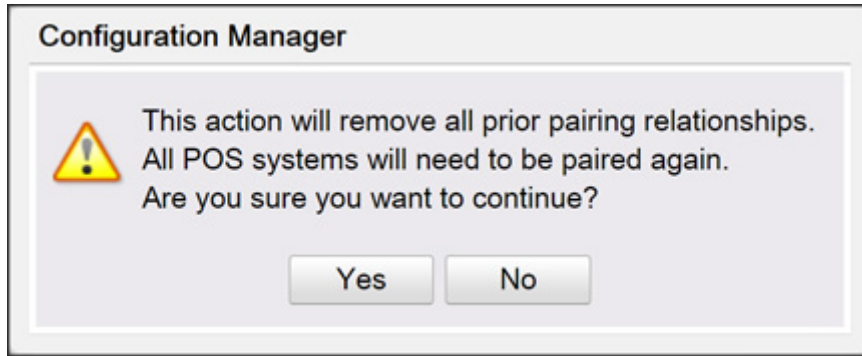 Configuration Manager
This action will remove all prior pairing relationships.
All POS systems will need to be paired again.
Are you sure you want to continue?
Yes No